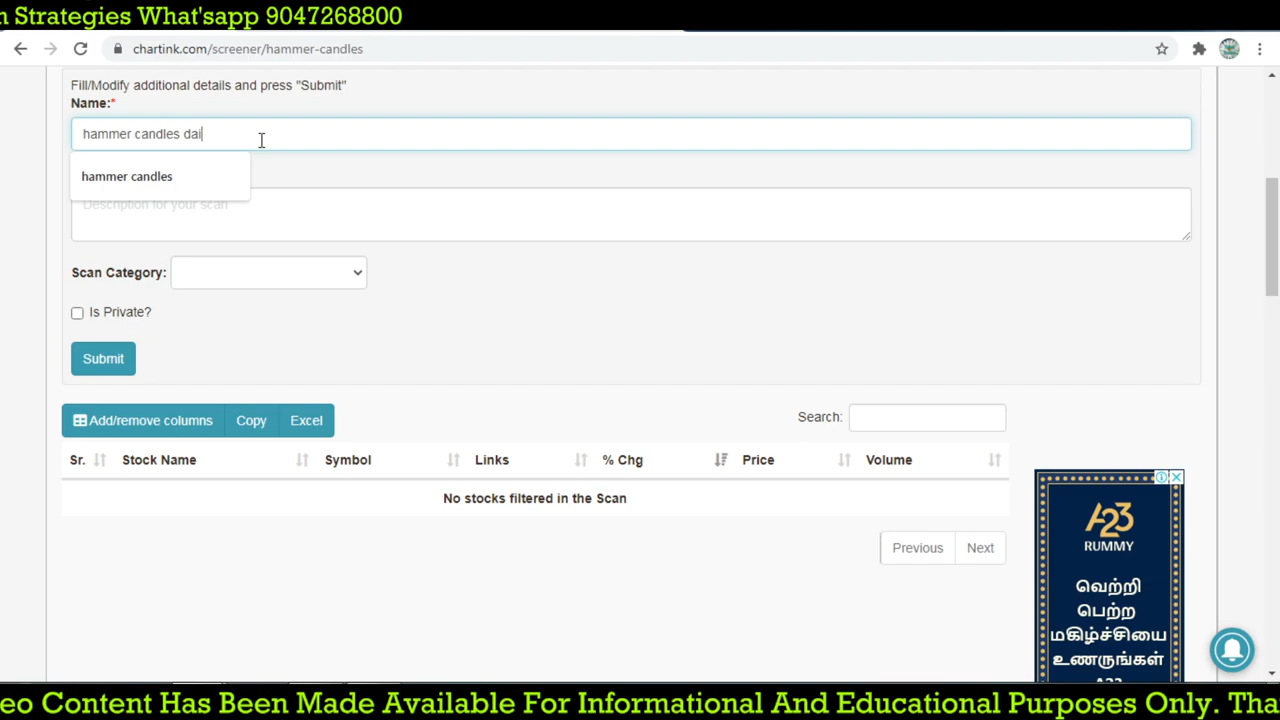 n Strategies What'sapp 9047268800
chartink.com/screener/hammer-candles
Fill/Modify additional details and press "Submit"
Name:*
hammer candles dai
hammer candles
Description for your scan
Scan Category:
Is Private?
Submit
Add/remove columns Copy Excel
Search:
Sr. Stock Name Symbol Links % Chg Price Volume
No stocks filtered in the Scan
Previous Next
A23
RUMMY
வெற்றி
பெற்ற
மகிழ்ச்சியை
உணருங்கள்
A23
eo Content Has Been Made Available For Informational And Educational Purposes Only. Tha